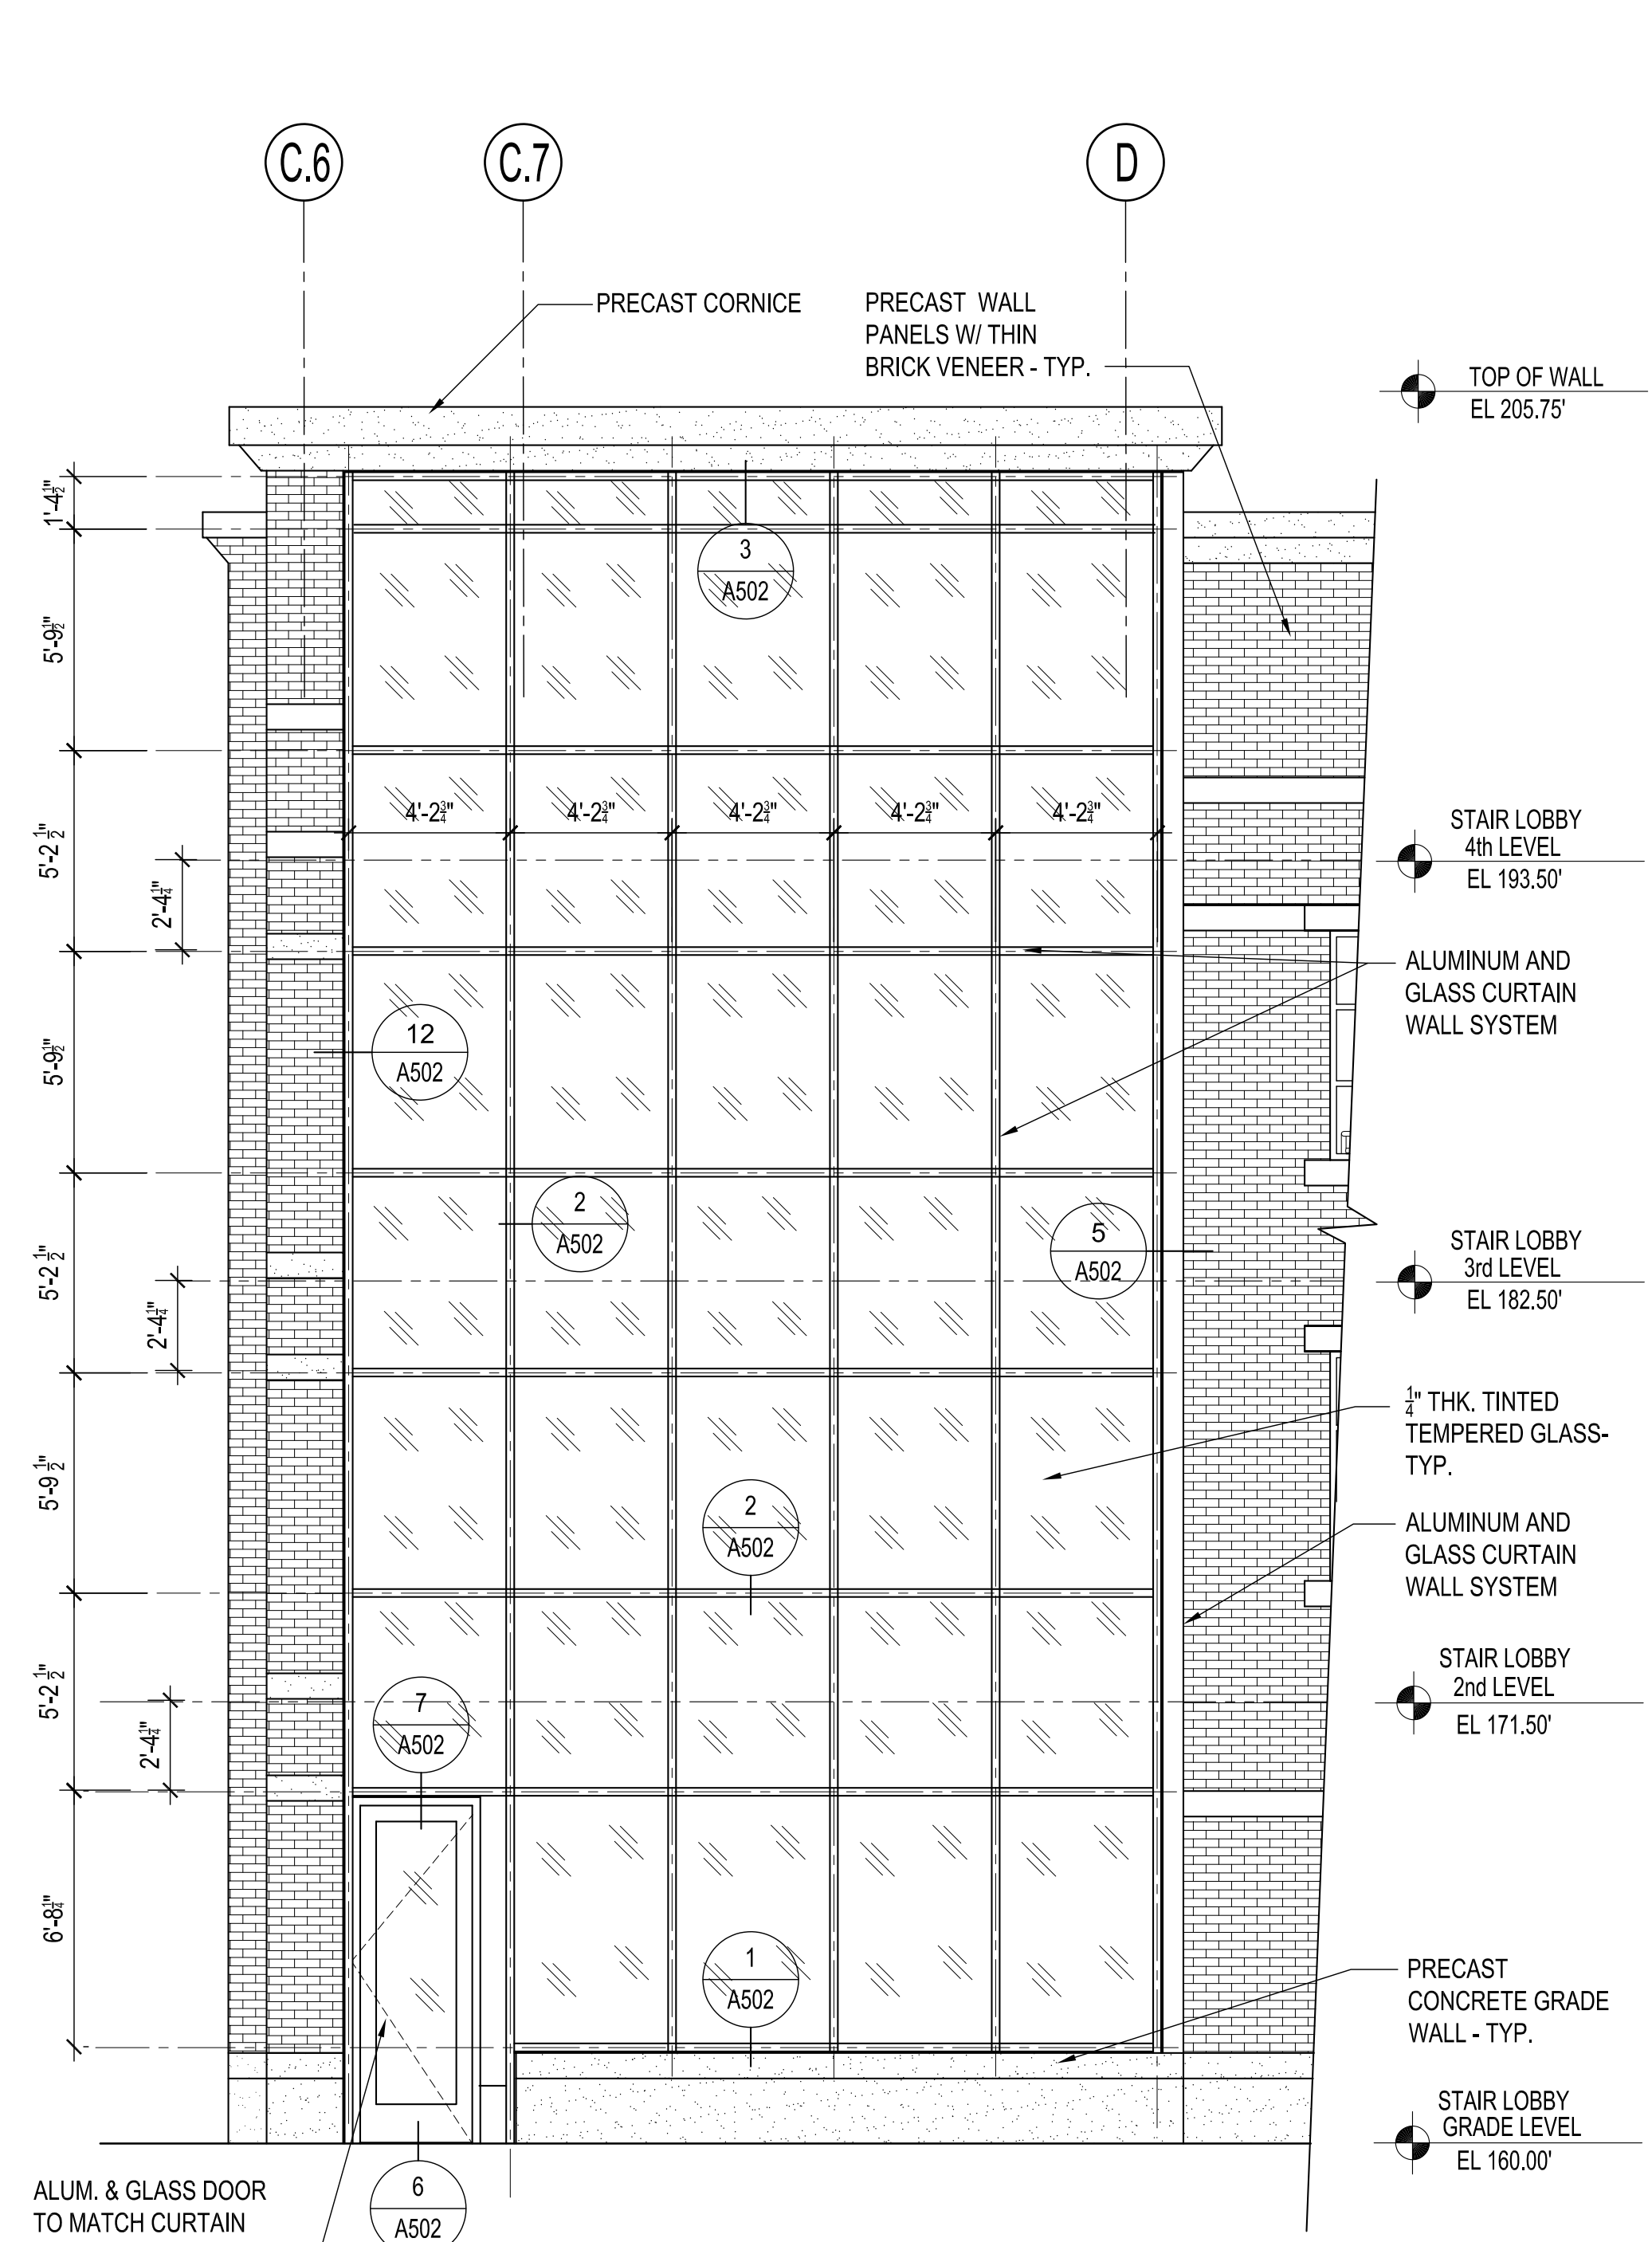 C.6
C.7
D
PRECAST CORNICE
PRECAST WALL
PANELS W/ THIN
BRICK VENEER - TYP.
TOP OF WALL
EL 205.75'
1'-4½"
3
A502
5'-9½"
4'-2¾"
4'-2¾"
4'-2¾"
4'-2¾"
4'-2¾"
STAIR LOBBY
4th LEVEL
EL 193.50'
5'-2½"
2'-4¼"
ALUMINUM AND
GLASS CURTAIN
WALL SYSTEM
12
A502
5'-9½"
2
A502
5
A502
STAIR LOBBY
3rd LEVEL
EL 182.50'
5'-2½"
2'-4¼"
¼" THK. TINTED
TEMPERED GLASS-
TYP.
5'-9½"
2
A502
ALUMINUM AND
GLASS CURTAIN
WALL SYSTEM
STAIR LOBBY
2nd LEVEL
EL 171.50'
5'-2½"
2'-4¼"
7
A502
6'-8¼"
1
A502
PRECAST
CONCRETE GRADE
WALL - TYP.
STAIR LOBBY
GRADE LEVEL
EL 160.00'
ALUM. & GLASS DOOR
TO MATCH CURTAIN
6
A502